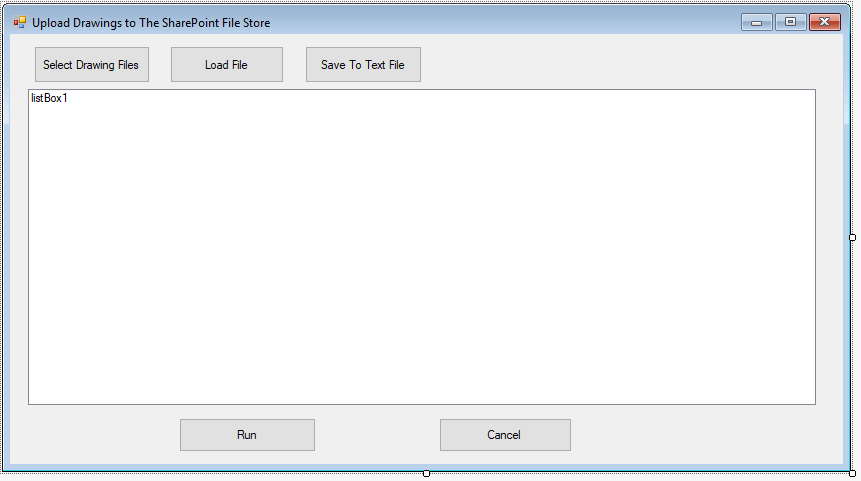 Upload Drawings to The SharePoint File Store
Select Drawing Files
Load File
Save To Text File
listBox1
Run
Cancel